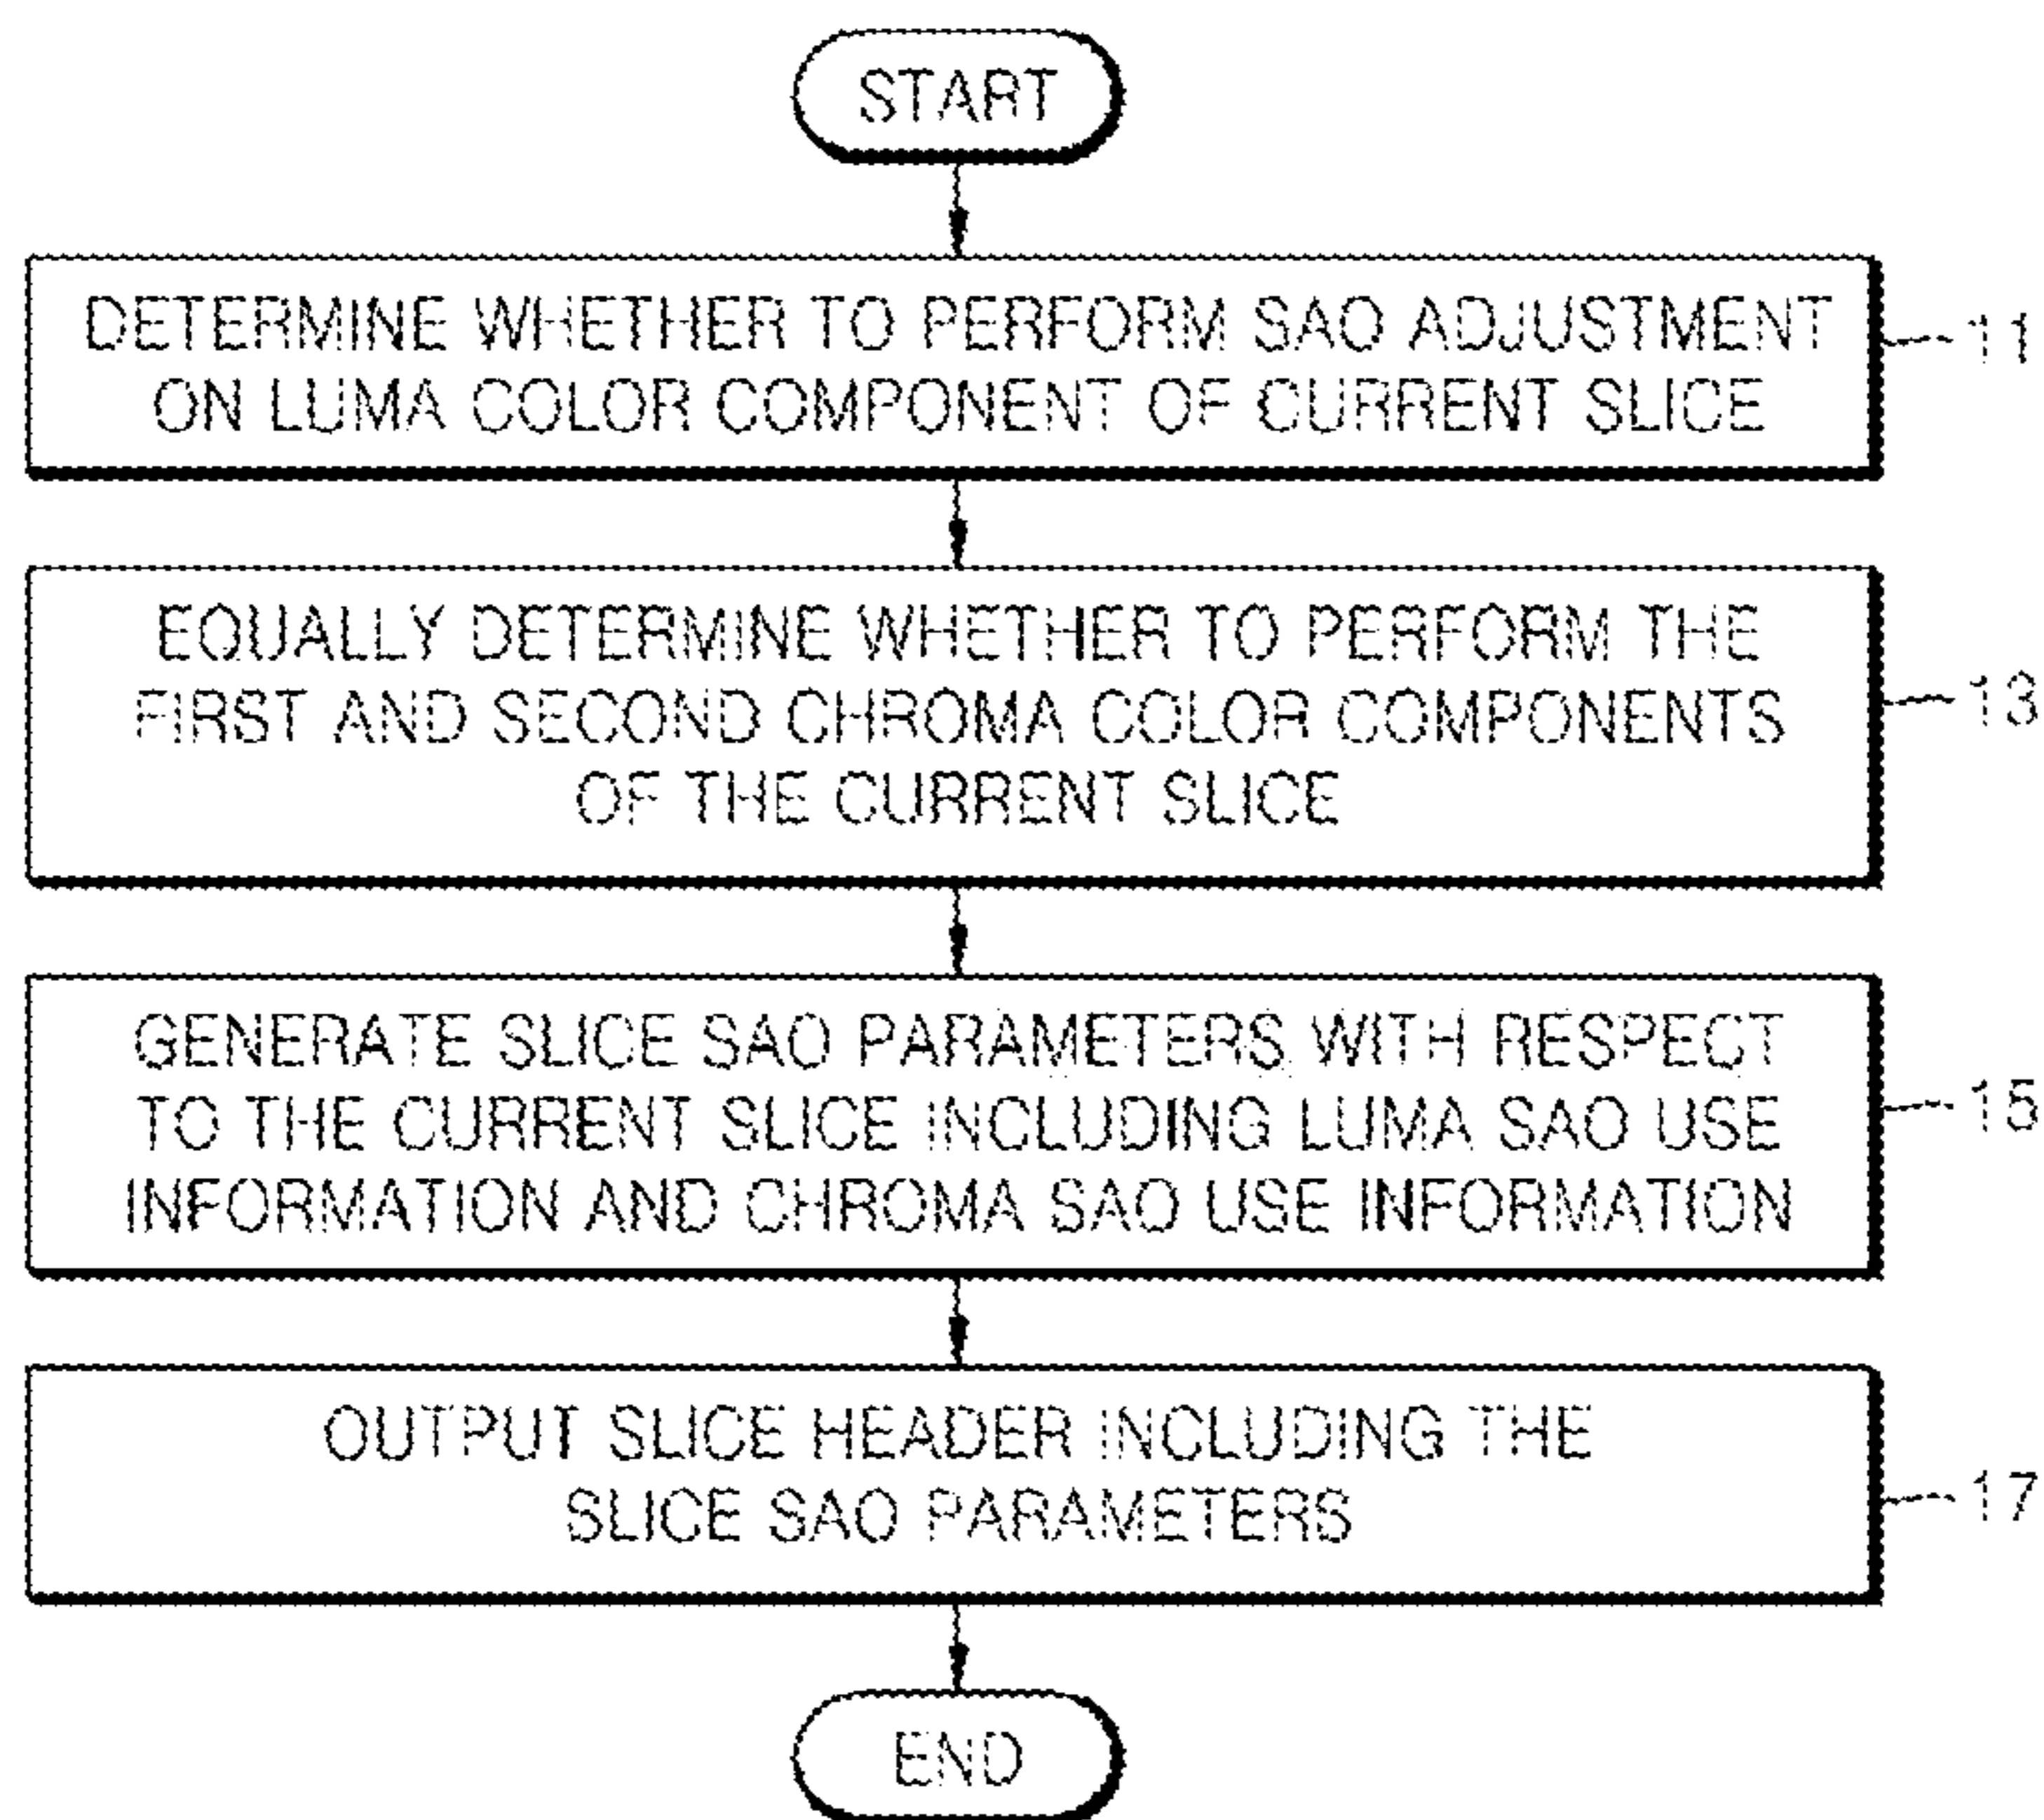 START
DETERMINE WHETHER TO PERFORM SAO ADJUSTMENT
ON LUMA COLOR COMPONENT OF CURRENT SLICE
11
EQUALLY DETERMINE WHETHER TO PERFORM THE
FIRST AND SECOND CHROMA COLOR COMPONENTS
OF THE CURRENT SLICE
13
GENERATE SLICE SAO PARAMETERS WITH RESPECT
TO THE CURRENT SLICE INCLUDING LUMA SAO USE
INFORMATION AND CHROMA SAO USE INFORMATION
15
OUTPUT SLICE HEADER INCLUDING THE
SLICE SAO PARAMETERS
17
END